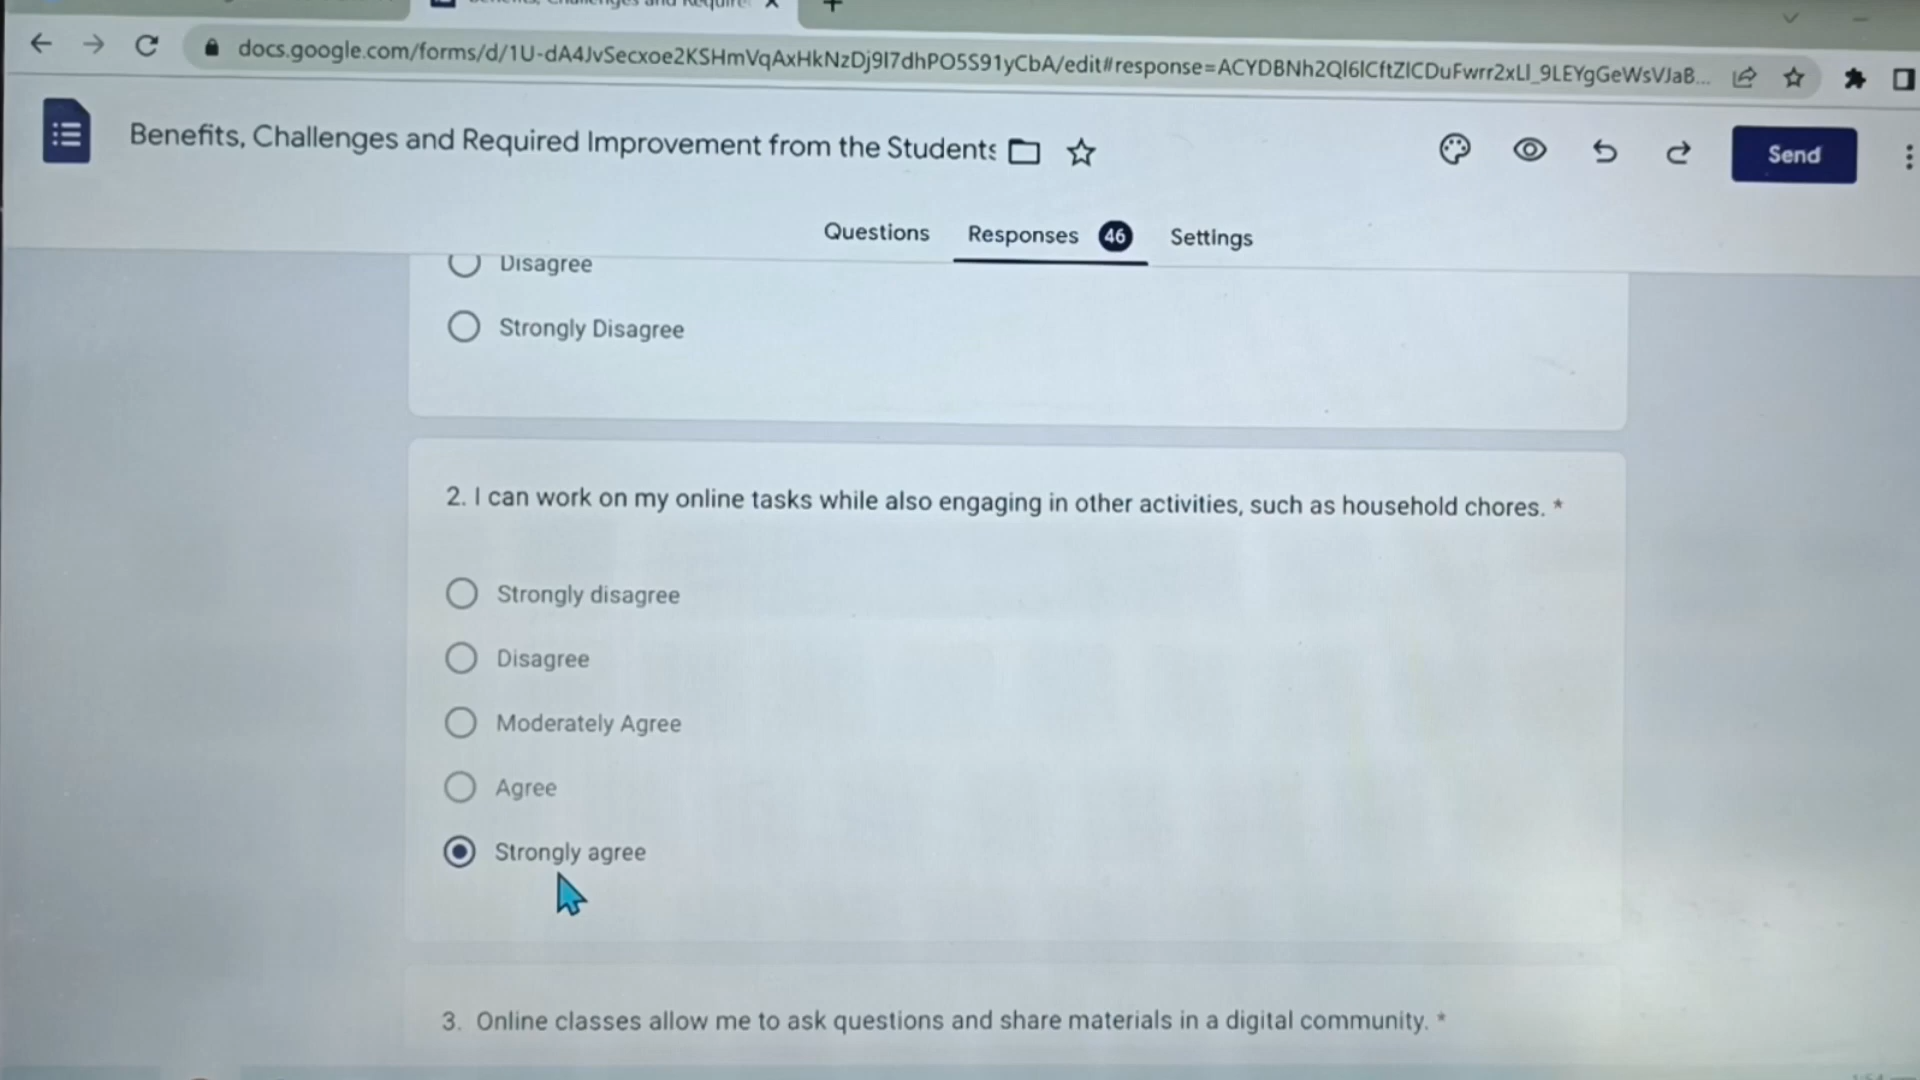 docs.google.com/forms/d/1U-dA4JvSecxoe2KSHmVqAxHkNzDj9I7dhPO5S91yCbA/edit#response=ACYDBNh2QI6ICftZICDuFwrr2xLI_9LEYgGeWsVJaB...
Benefits, Challenges and Required Improvement from the Students
Send
Questions
Responses 46
Settings
Disagree
Strongly Disagree
2. I can work on my online tasks while also engaging in other activities, such as household chores. *
Strongly disagree
Disagree
Moderately Agree
Agree
Strongly agree
3. Online classes allow me to ask questions and share materials in a digital community. *